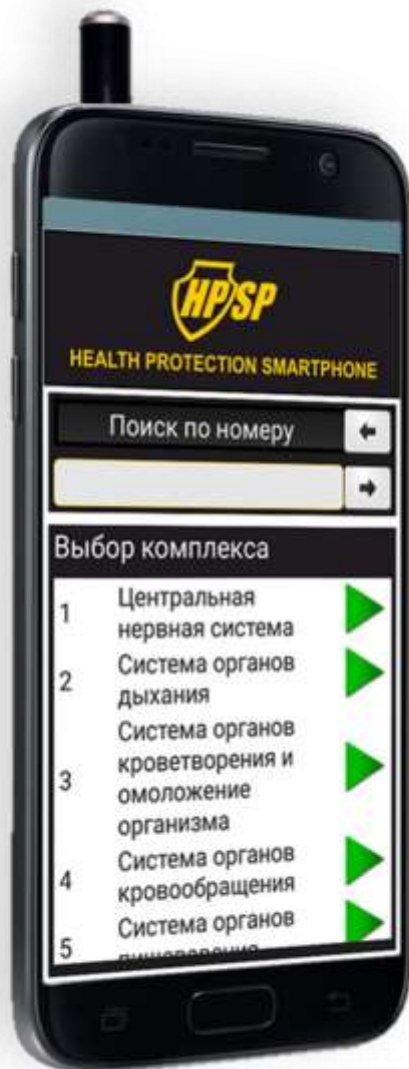 HPSP
HEALTH PROTECTION SMARTPHONE
Поиск по номеру
Выбор комплекса
1 Центральная
нервная система
2 Система органов
дыхания
3 Система органов
кроветворения и
омоложение
организма
4 Система органов
кровообращения
5 Система органов
пищеварения